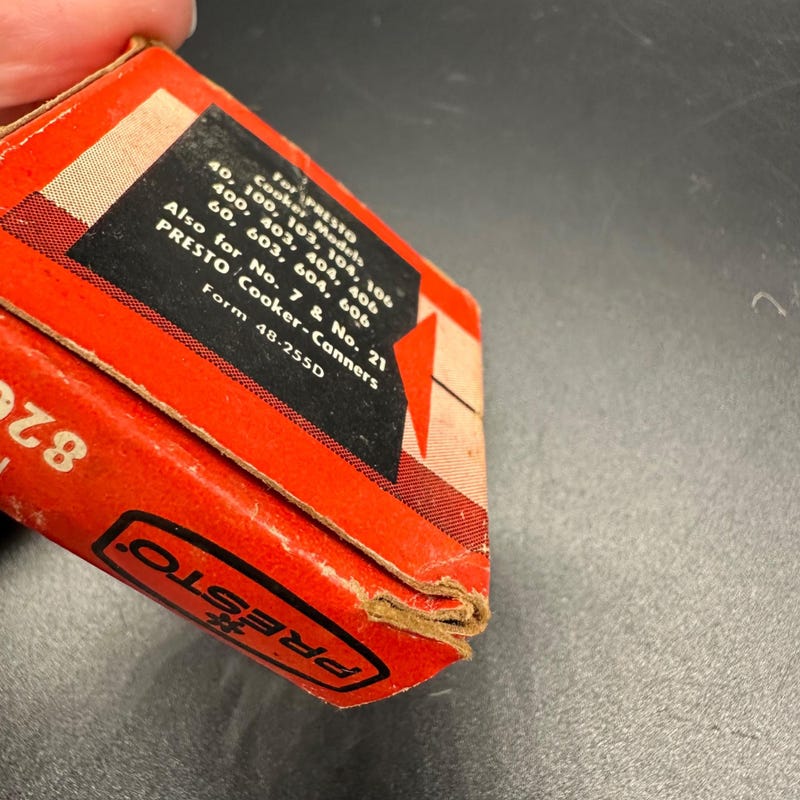 For PRESTO
Cooker Models
40, 100, 103, 104, 106
400, 403, 404, 406
60, 603, 604, 606
Also for No. 7 & No. 21
PRESTO Cooker-Canners
Form 48-255D
826
PRESTO